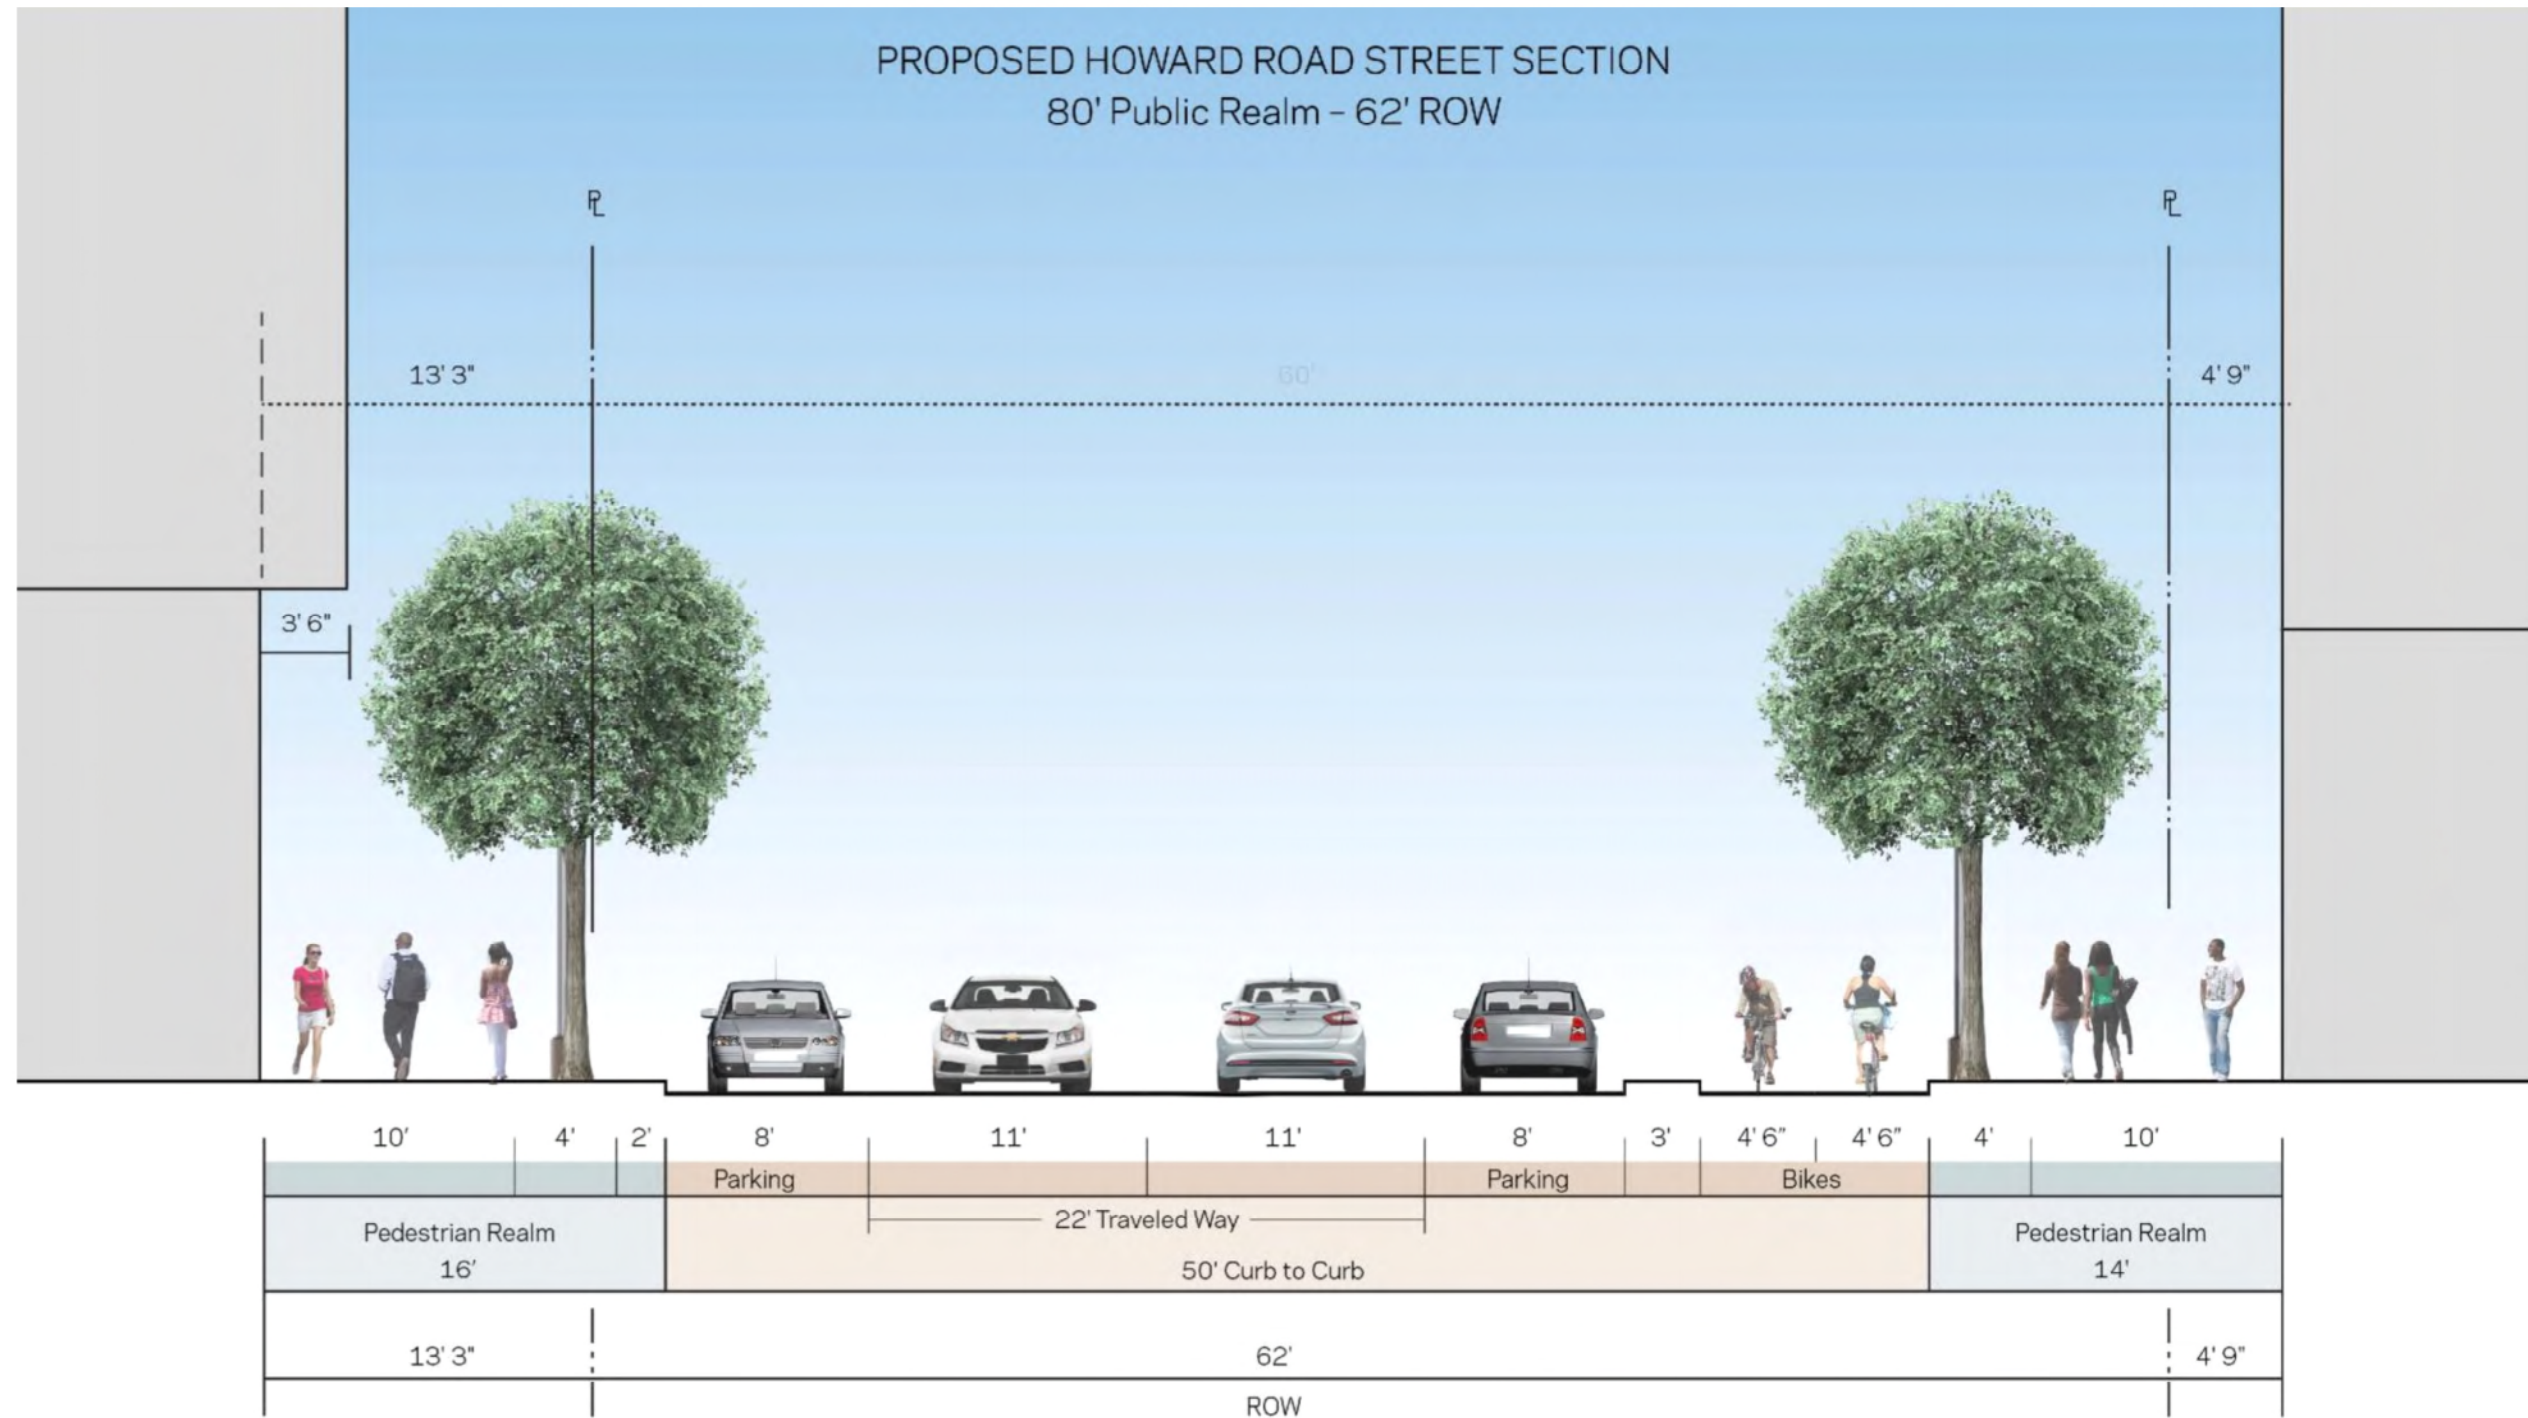 PROPOSED HOWARD ROAD STREET SECTION
80' Public Realm – 62' ROW
PL
PL
13' 3"
60'
4' 9"
3' 6"
10' 4' 2' 8' 11' 11' 8' 3' 4' 6" 4' 6" 4' 10'
Parking Parking Bikes
22' Traveled Way
Pedestrian Realm
16'
50' Curb to Curb
Pedestrian Realm
14'
13' 3" 62' 4' 9"
ROW